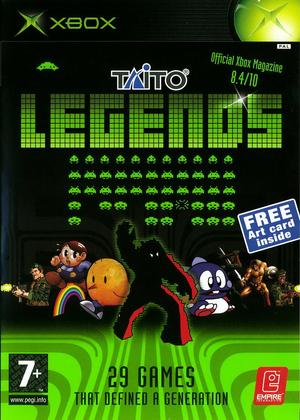 XBOX
PAL
TAITO®
Official Xbox Magazine
8.4/10
LEGENDS
FREE
Art card
inside
29 GAMES
THAT DEFINED A GENERATION
7+
www.pegi.info
EMPIRE